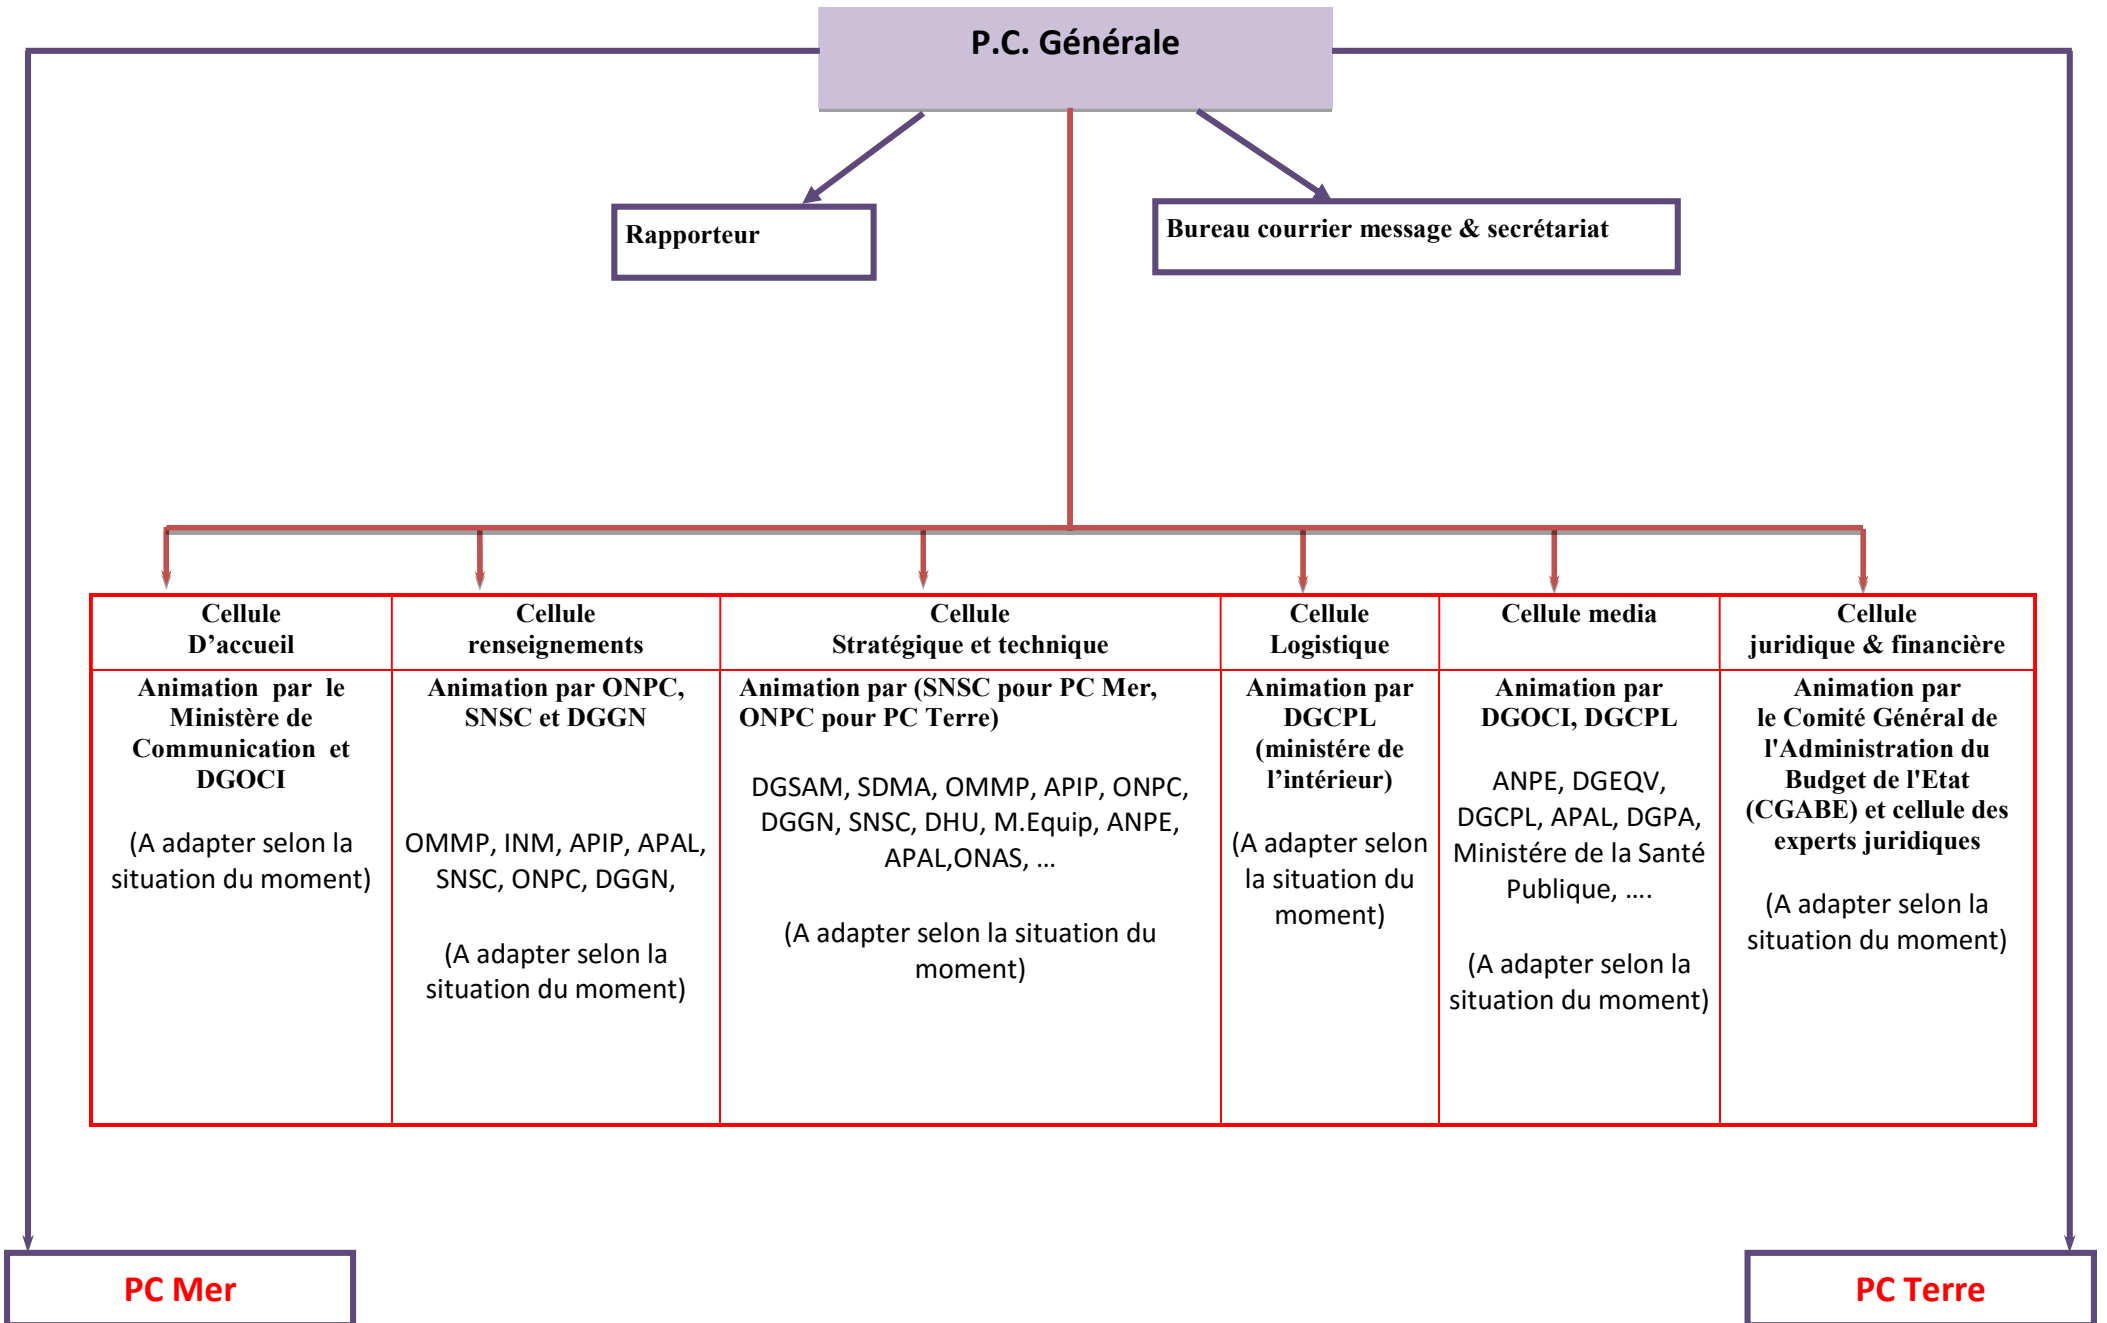 P.C. Générale
Rapporteur
Bureau courrier message & secrétariat
Cellule
D’accueil
Cellule
renseignements
Cellule
Stratégique et technique
Cellule
Logistique
Cellule media
Cellule
juridique & financière
Animation par le
Ministère de
Communication et
DGOCI
(A adapter selon la
situation du moment)
Animation par ONPC,
SNSC et DGGN
OMMP, INM, APIP, APAL,
SNSC, ONPC, DGGN,
(A adapter selon la
situation du moment)
Animation par (SNSC pour PC Mer,
ONPC pour PC Terre)
DGSAM, SDMA, OMMP, APIP, ONPC,
DGGN, SNSC, DHU, M.Equip, ANPE,
APAL,ONAS, ...
(A adapter selon la situation du
moment)
Animation par
DGCPL
(ministére de
l’intérieur)
(A adapter selon
la situation du
moment)
Animation par
DGOCI, DGCPL
ANPE, DGEQV,
DGCPL, APAL, DGPA,
Ministére de la Santé
Publique, ....
(A adapter selon la
situation du moment)
Animation par
le Comité Général de
l'Administration du
Budget de l'Etat
(CGABE) et cellule des
experts juridiques
(A adapter selon la
situation du moment)
PC Mer
PC Terre